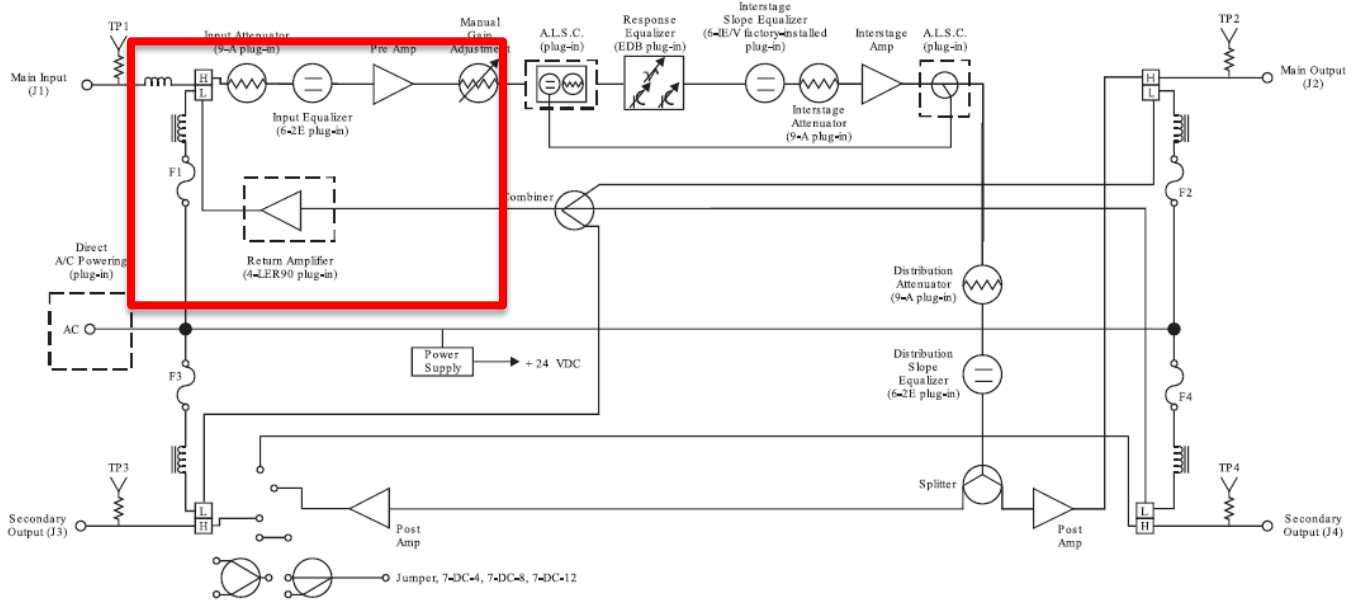 TP1
Main Input
(J1)
H
L
Input Attenuator
(9-A plug-in)
Input Equalizer
(6-2E plug-in)
Pre Amp
Manual
Gain
Adjustment
A.L.S.C.
(plug-in)
Response
Equalizer
(EDB plug-in)
Interstage
Slope Equalizer
(6-IE/V factory-installed
plug-in)
Interstage
Attenuator
(9-A plug-in)
Interstage
Amp
A.L.S.C.
(plug-in)
TP2
H
L
Main Output
(J2)
F1
Return Amplifier
(4-LER90 plug-in)
Combiner
F2
Direct
A/C Powering
(plug-in)
AC
Power
Supply
+ 24 VDC
Distribution
Attenuator
(9-A plug-in)
Distribution
Slope
Equalizer
(6-2E plug-in)
F3
F4
TP3
Secondary
Output (J3)
L
H
Post
Amp
Splitter
Post
Amp
L
H
TP4
Secondary
Output (J4)
Jumper, 7-DC-4, 7-DC-8, 7-DC-12